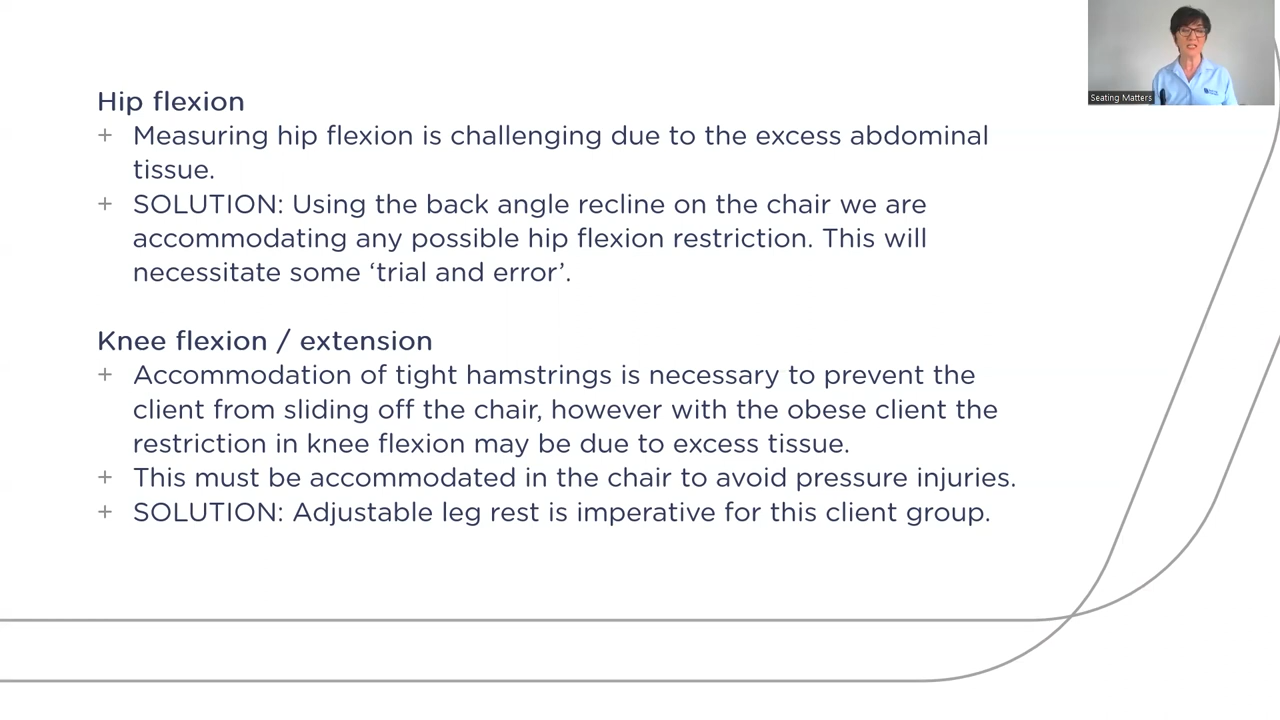 Hip flexion
+ Measuring hip flexion is challenging due to the excess abdominal
tissue.
+ SOLUTION: Using the back angle recline on the chair we are
accommodating any possible hip flexion restriction. This will
necessitate some ‘trial and error’.
Knee flexion / extension
+ Accommodation of tight hamstrings is necessary to prevent the
client from sliding off the chair, however with the obese client the
restriction in knee flexion may be due to excess tissue.
+ This must be accommodated in the chair to avoid pressure injuries.
+ SOLUTION: Adjustable leg rest is imperative for this client group.
Seating Matters